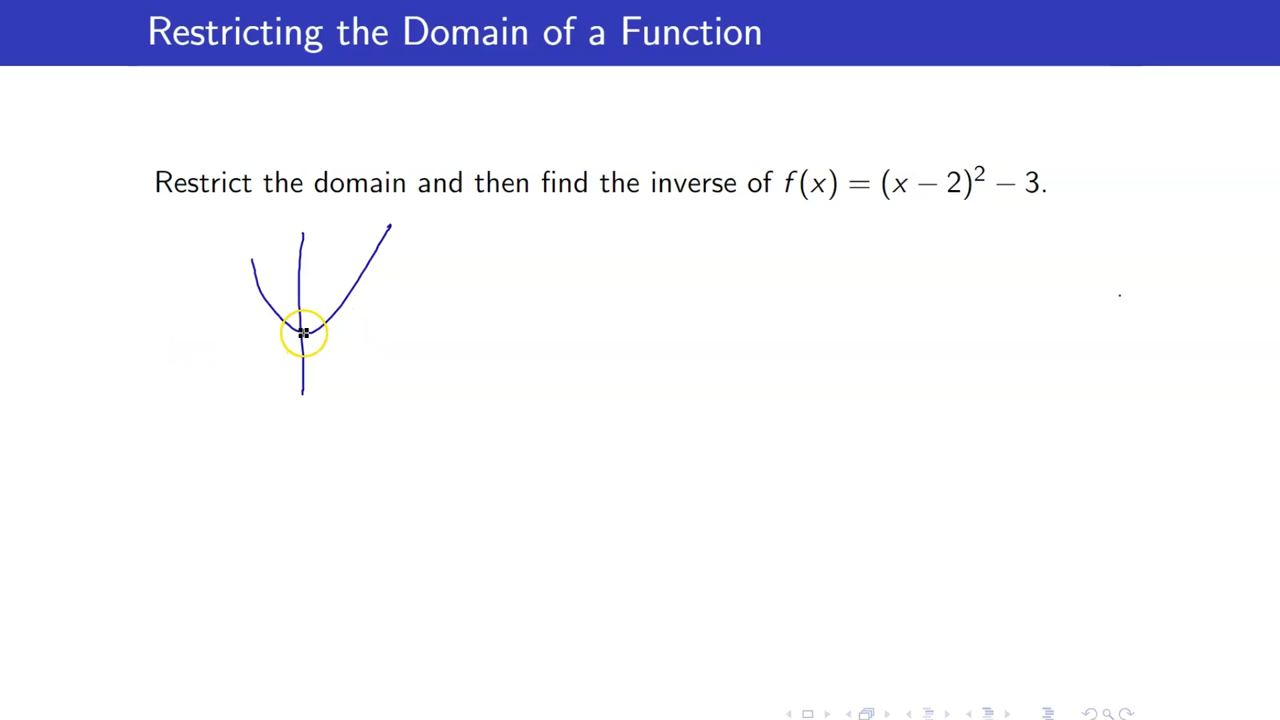 Restricting the Domain of a Function
Restrict the domain and then find the inverse of f(x) = (x − 2)² − 3.